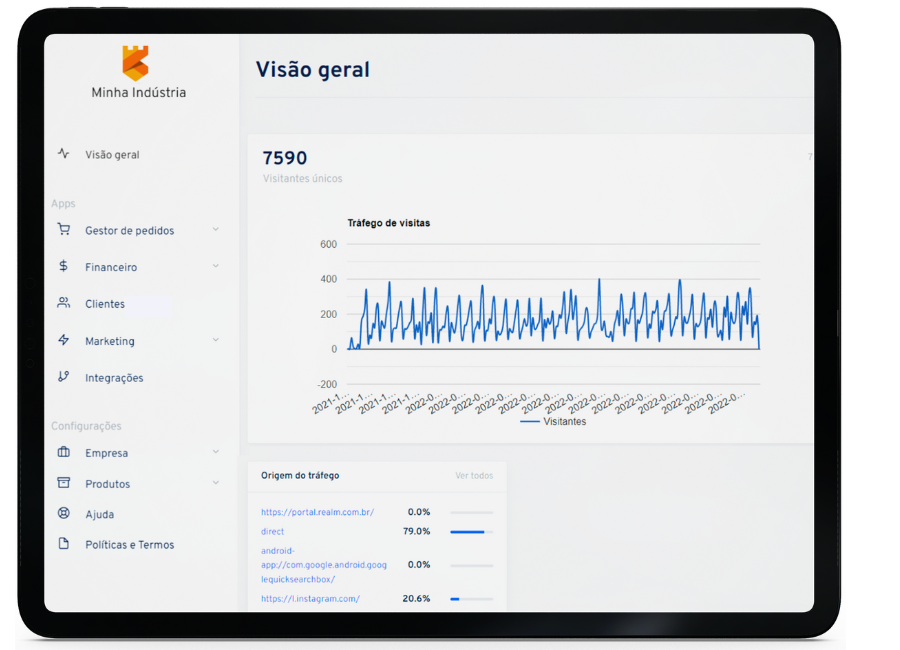 Minha Indústria
Visão geral
Apps
Gestor de pedidos
Financeiro
Clientes
Marketing
Integrações
Configurações
Empresa
Produtos
Ajuda
Políticas e Termos
Visão geral
7590
Visitantes únicos
7
Tráfego de visitas
600
400
200
0
-200
2021-1... 2021-1... 2021-1... 2021-1... 2022-0... 2022-0... 2022-0... 2022-0... 2022-0... 2022-0... 2022-0... 2022-0... 2022-0... 2022-0... 2022-0... 2022-0... 2022-0... 2022-0...
Visitantes
Origem do tráfego Ver todos
https://portal.realm.com.br/ 0.0%
direct 79.0%
android-
app://com.google.android.goog 0.0%
lequicksearchbox/
https://l.instagram.com/ 20.6%